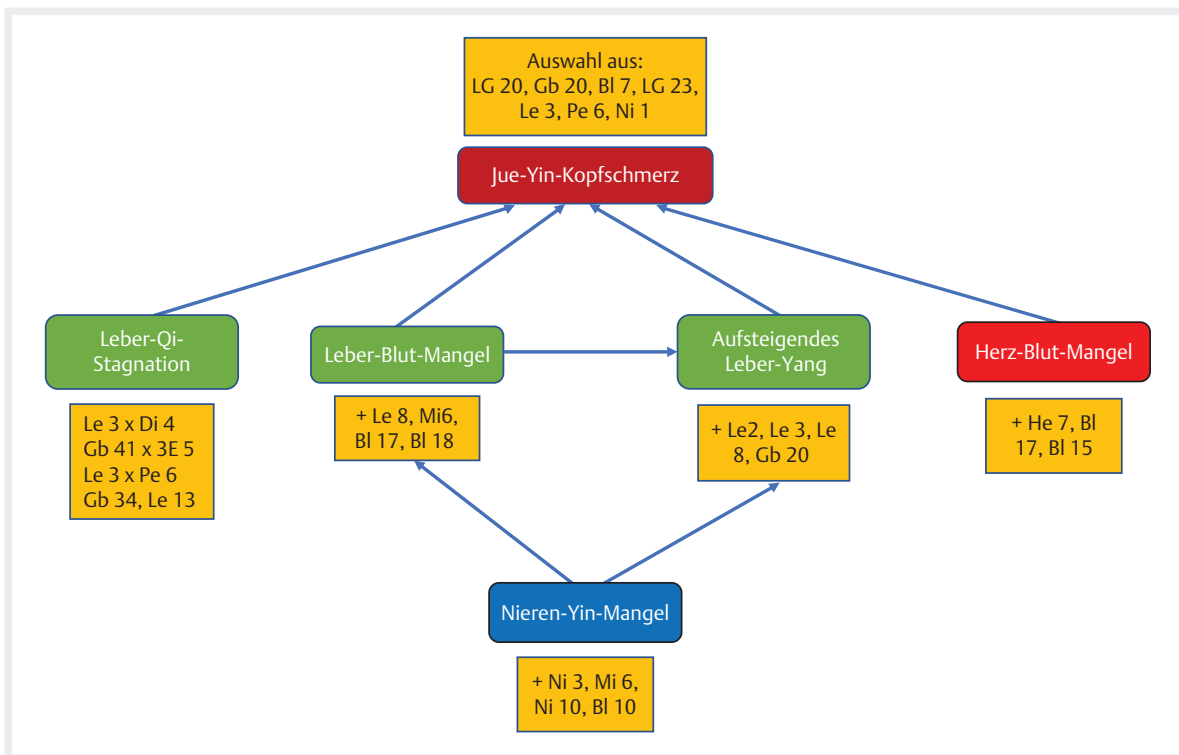 Auswahl aus:
LG 20, Gb 20, Bl 7, LG 23,
Le 3, Pe 6, Ni 1
Jue-Yin-Kopfschmerz
Leber-Qi-
Stagnation
Leber-Blut-Mangel
Aufsteigendes
Leber-Yang
Herz-Blut-Mangel
Le 3 x Di 4
Gb 41 x 3E 5
Le 3 x Pe 6
Gb 34, Le 13
+ Le 8, Mi6,
Bl 17, Bl 18
+ Le2, Le 3, Le
8, Gb 20
+ He 7, Bl
17, Bl 15
Nieren-Yin-Mangel
+ Ni 3, Mi 6,
Ni 10, Bl 10